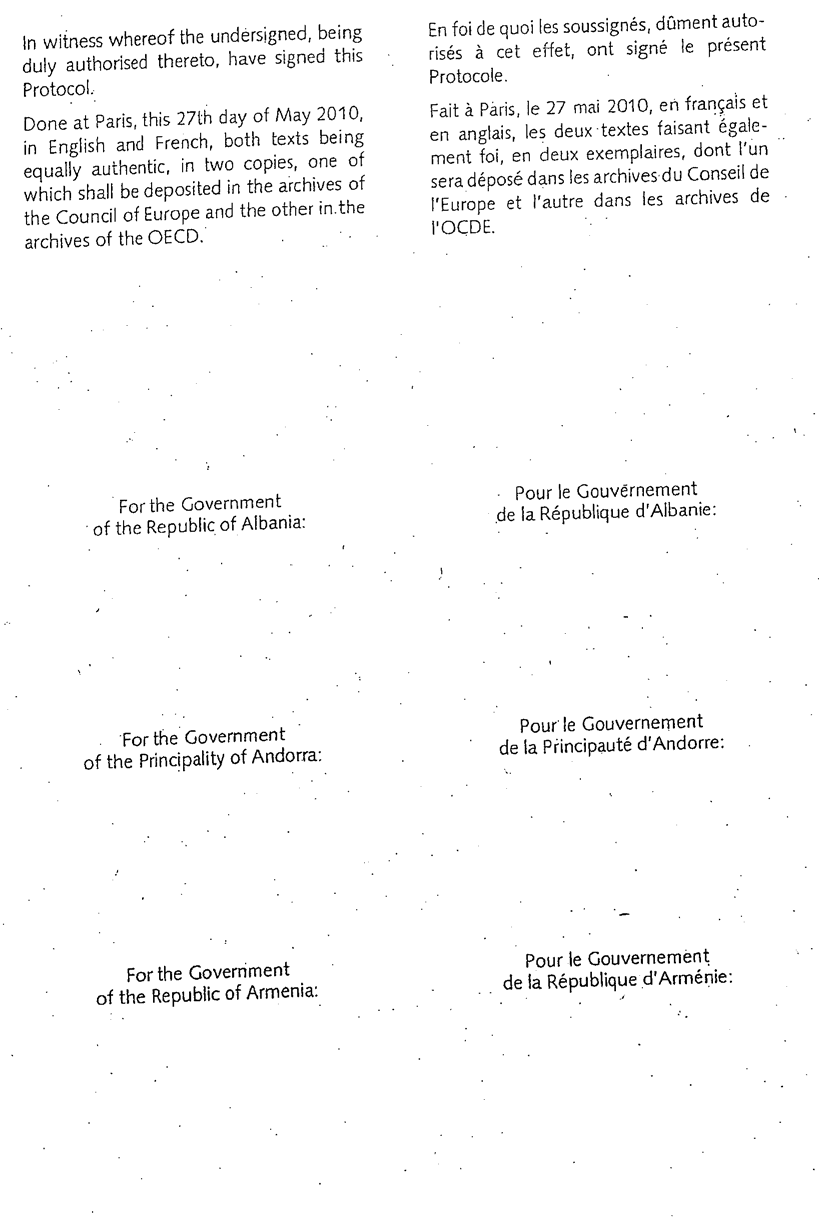 In witness whereof the undersigned, being
duly authorised thereto, have signed this
Protocol.
Done at Paris, this 27th day of May 2010,
in English and French, both texts being
equally authentic, in two copies, one of
which shall be deposited in the archives of
the Council of Europe and the other in the
archives of the OECD.
En foi de quoi les soussignés, dûment auto-
risés à cet effet, ont signé le présent
Protocole.
Fait à Paris, le 27 mai 2010, en français et
en anglais, les deux textes faisant égale-
ment foi, en deux exemplaires, dont l'un
sera déposé dans les archives du Conseil de
l'Europe et l'autre dans les archives de
l'OCDE.
For the Government
of the Republic of Albania:
Pour le Gouvernement
de la République d'Albanie:
For the Government
of the Principality of Andorra:
Pour le Gouvernement
de la Principauté d'Andorre:
For the Government
of the Republic of Armenia:
Pour le Gouvernement
de la République d'Arménie: